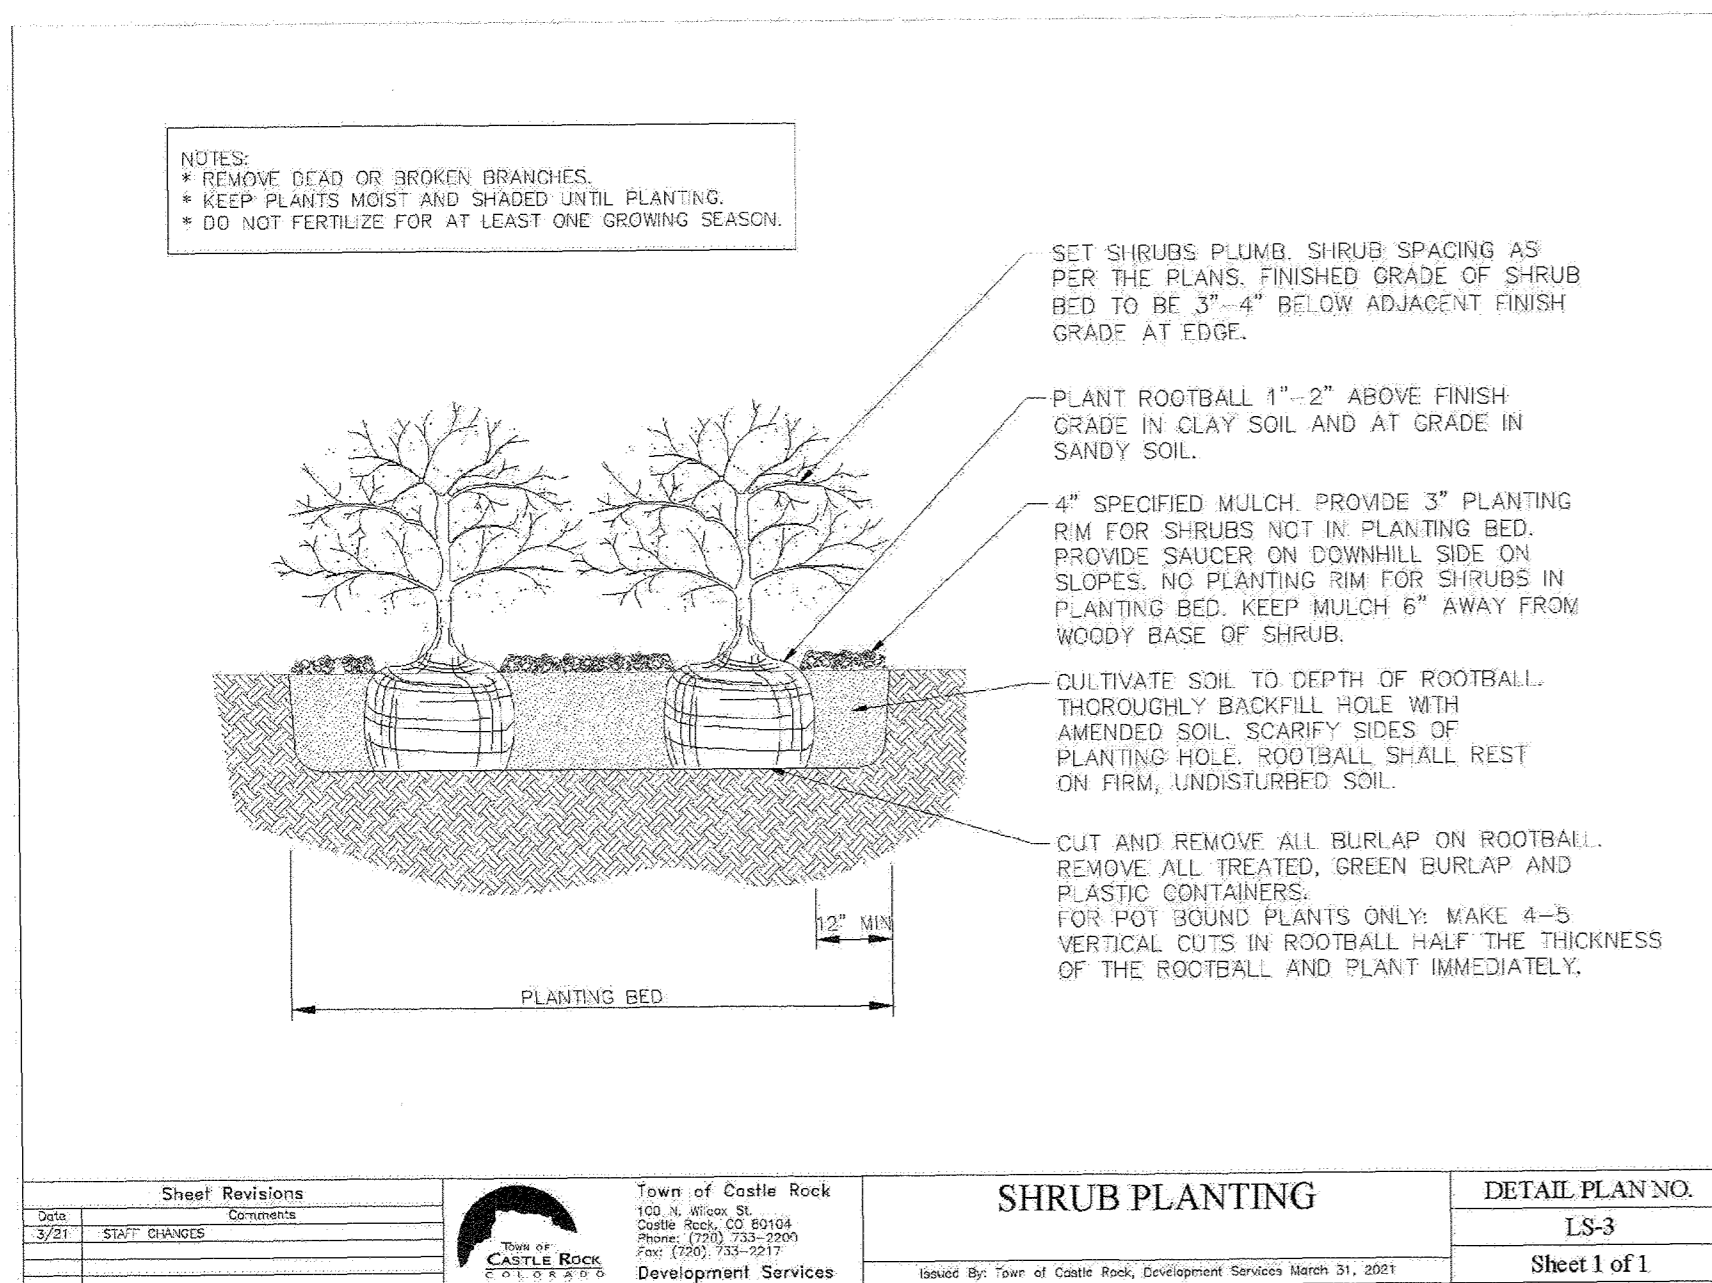 NOTES:
* REMOVE DEAD OR BROKEN BRANCHES.
* KEEP PLANTS MOIST AND SHADED UNTIL PLANTING.
* DO NOT FERTILIZE FOR AT LEAST ONE GROWING SEASON.
SET SHRUBS PLUMB. SHRUB SPACING AS
PER THE PLANS. FINISHED GRADE OF SHRUB
BED TO BE 3"-4" BELOW ADJACENT FINISH
GRADE AT EDGE.
PLANT ROOTBALL 1"-2" ABOVE FINISH
GRADE IN CLAY SOIL AND AT GRADE IN
SANDY SOIL.
4" SPECIFIED MULCH. PROVIDE 3" PLANTING
RIM FOR SHRUBS NOT IN PLANTING BED.
PROVIDE SAUCER ON DOWNHILL SIDE ON
SLOPES. NO PLANTING RIM FOR SHRUBS IN
PLANTING BED. KEEP MULCH 6" AWAY FROM
WOODY BASE OF SHRUB.
CULTIVATE SOIL TO DEPTH OF ROOTBALL.
THOROUGHLY BACKFILL HOLE WITH
AMENDED SOIL. SCARIFY SIDES OF
PLANTING HOLE. ROOTBALL SHALL REST
ON FIRM, UNDISTURBED SOIL.
CUT AND REMOVE ALL BURLAP ON ROOTBALL.
REMOVE ALL TREATED, GREEN BURLAP AND
PLASTIC CONTAINERS.
FOR POT BOUND PLANTS ONLY: MAKE 4-5
VERTICAL CUTS IN ROOTBALL HALF THE THICKNESS
OF THE ROOTBALL AND PLANT IMMEDIATELY.
12" MIN
PLANTING BED
Sheet Revisions
Date Comments
3/21 STAFF CHANGES
TOWN OF
CASTLE ROCK
COLORADO
Town of Castle Rock
100 N. Wilcox St.
Castle Rock, CO 80104
Phone: (720) 733-2200
Fax: (720) 733-2217
Development Services
SHRUB PLANTING
Issued By: Town of Castle Rock, Development Services March 31, 2021
DETAIL PLAN NO.
LS-3
Sheet 1 of 1